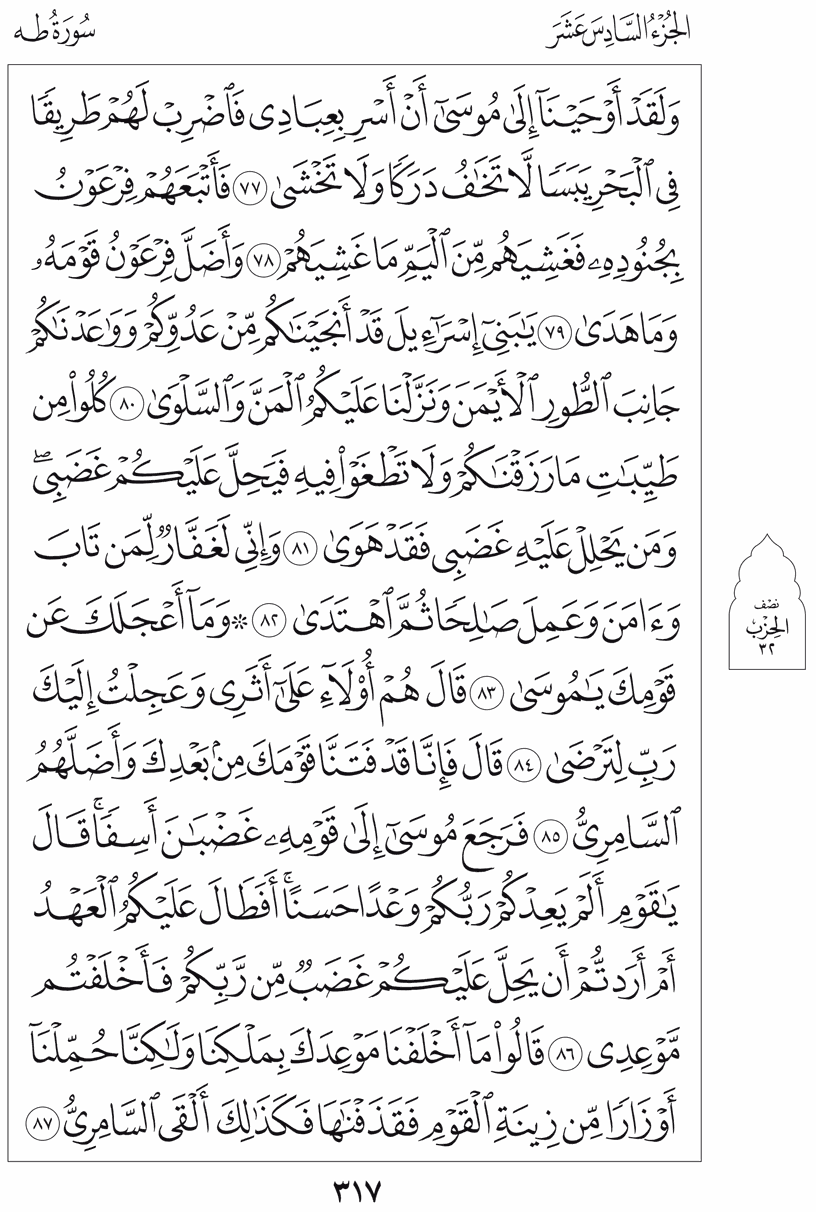 الجُزْءُ السَّادِسَ عَشَرَ
سُورَةُ طه
وَلَقَدۡ أَوۡحَيۡنَآ إِلَىٰ مُوسَىٰٓ أَنۡ أَسۡرِ بِعِبَادِي فَٱضۡرِبۡ لَهُمۡ طَرِيقٗا
فِي ٱلۡبَحۡرِ يَبَسٗا لَّا تَخَٰفُ دَرَكٗا وَلَا تَخۡشَىٰ ٧٧ فَأَتۡبَعَهُمۡ فِرۡعَوۡنُ
بِجُنُودِهِۦ فَغَشِيَهُم مِّنَ ٱلۡيَمِّ مَا غَشِيَهُمۡ ٧٨ وَأَضَلَّ فِرۡعَوۡنُ قَوۡمَهُۥ
وَمَا هَدَىٰ ٧٩ يَٰبَنِيٓ إِسۡرَٰٓءِيلَ قَدۡ أَنجَيۡنَٰكُم مِّنۡ عَدُوِّكُمۡ وَوَٰعَدۡنَٰكُمۡ
جَانِبَ ٱلطُّورِ ٱلۡأَيۡمَنَ وَنَزَّلۡنَا عَلَيۡكُمُ ٱلۡمَنَّ وَٱلسَّلۡوَىٰ ٨٠ كُلُواْ مِن
طَيِّبَٰتِ مَا رَزَقۡنَٰكُمۡ وَلَا تَطۡغَوۡاْ فِيهِ فَيَحِلَّ عَلَيۡكُمۡ غَضَبِيۖ
وَمَن يَحۡلِلۡ عَلَيۡهِ غَضَبِي فَقَدۡ هَوَىٰ ٨١ وَإِنِّي لَغَفَّارٞ لِّمَن تَابَ
وَءَامَنَ وَعَمِلَ صَٰلِحٗا ثُمَّ ٱهۡتَدَىٰ ٨٢ ۞وَمَآ أَعۡجَلَكَ عَن
قَوۡمِكَ يَٰمُوسَىٰ ٨٣ قَالَ هُمۡ أُوْلَآءِ عَلَىٰٓ أَثَرِي وَعَجِلۡتُ إِلَيۡكَ
رَبِّ لِتَرۡضَىٰ ٨٤ قَالَ فَإِنَّا قَدۡ فَتَنَّا قَوۡمَكَ مِنۢ بَعۡدِكَ وَأَضَلَّهُمُ
ٱلسَّامِرِيُّ ٨٥ فَرَجَعَ مُوسَىٰٓ إِلَىٰ قَوۡمِهِۦ غَضۡبَٰنَ أَسِفٗاۚ قَالَ
يَٰقَوۡمِ أَلَمۡ يَعِدۡكُمۡ رَبُّكُمۡ وَعۡدًا حَسَنًاۚ أَفَطَالَ عَلَيۡكُمُ ٱلۡعَهۡدُ
أَمۡ أَرَدتُّمۡ أَن يَحِلَّ عَلَيۡكُمۡ غَضَبٞ مِّن رَّبِّكُمۡ فَأَخۡلَفۡتُم
مَّوۡعِدِي ٨٦ قَالُواْ مَآ أَخۡلَفۡنَا مَوۡعِدَكَ بِمَلۡكِنَا وَلَٰكِنَّا حُمِّلۡنَآ
أَوۡزَارٗا مِّن زِينَةِ ٱلۡقَوۡمِ فَقَذَفۡنَٰهَا فَكَذَٰلِكَ أَلۡقَى ٱلسَّامِرِيُّ ٨٧
نصف
الحزب
٣٢
٣١٧